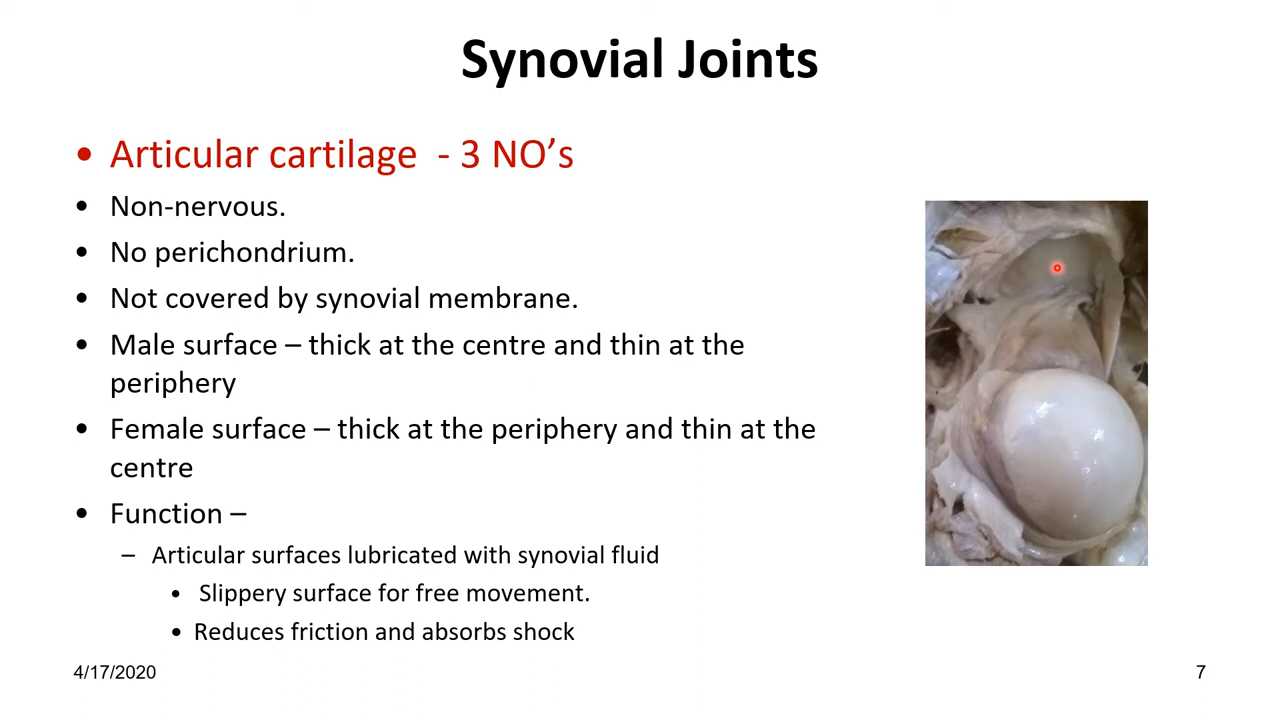 Synovial Joints
• Articular cartilage - 3 NO’s
• Non-nervous.
• No perichondrium.
• Not covered by synovial membrane.
• Male surface – thick at the centre and thin at the
periphery
• Female surface – thick at the periphery and thin at the
centre
• Function –
– Articular surfaces lubricated with synovial fluid
• Slippery surface for free movement.
• Reduces friction and absorbs shock
4/17/2020
7